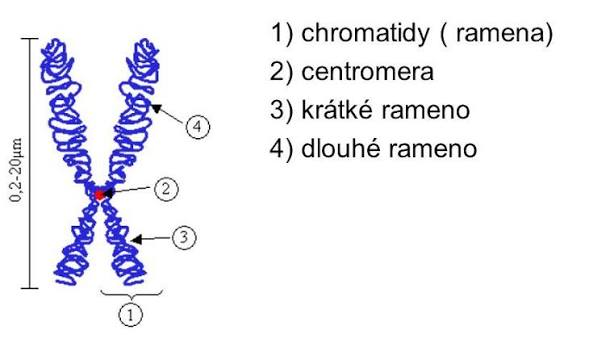 1) chromatidy ( ramena)
2) centromera
3) krátké rameno
4) dlouhé rameno
0,2-20µm
4
2
3
1